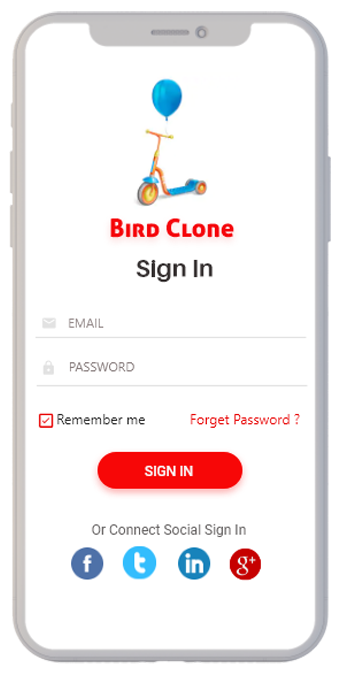 Bird Clone
Sign In
EMAIL
PASSWORD
Remember me
Forget Password ?
SIGN IN
Or Connect Social Sign In
f
t
in
g+